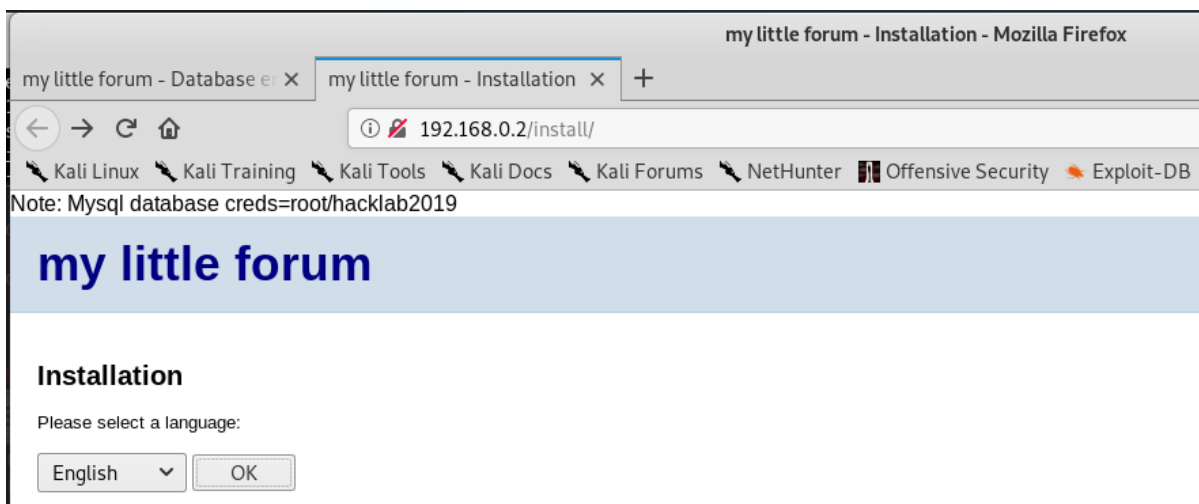 my little forum - Installation - Mozilla Firefox
my little forum - Database er × my little forum - Installation × +
192.168.0.2/install/
Kali Linux Kali Training Kali Tools Kali Docs Kali Forums NetHunter Offensive Security Exploit-DB
Note: Mysql database creds=root/hacklab2019
my little forum
Installation
Please select a language:
English OK